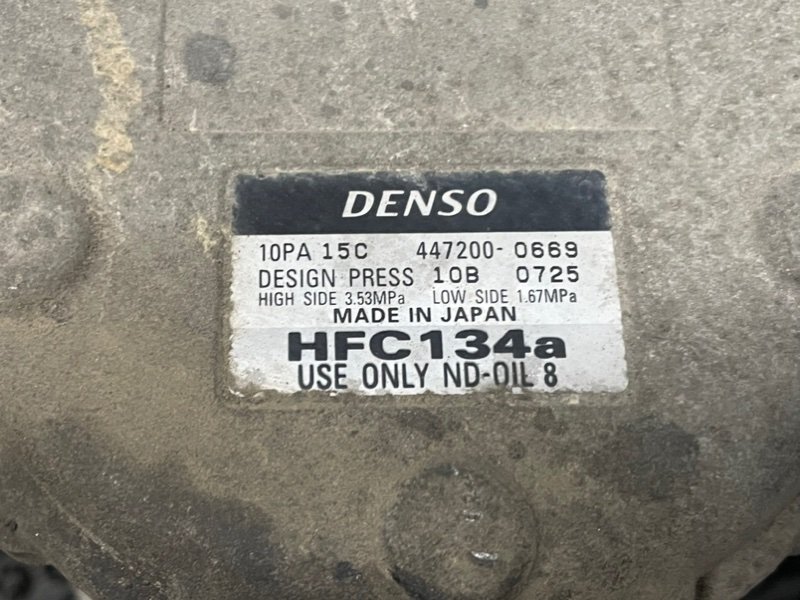 DENSO
10PA 15C 447200-0669
DESIGN PRESS 10B 0725
HIGH SIDE 3.53MPa LOW SIDE 1.67MPa
MADE IN JAPAN
HFC134a
USE ONLY ND-OIL 8